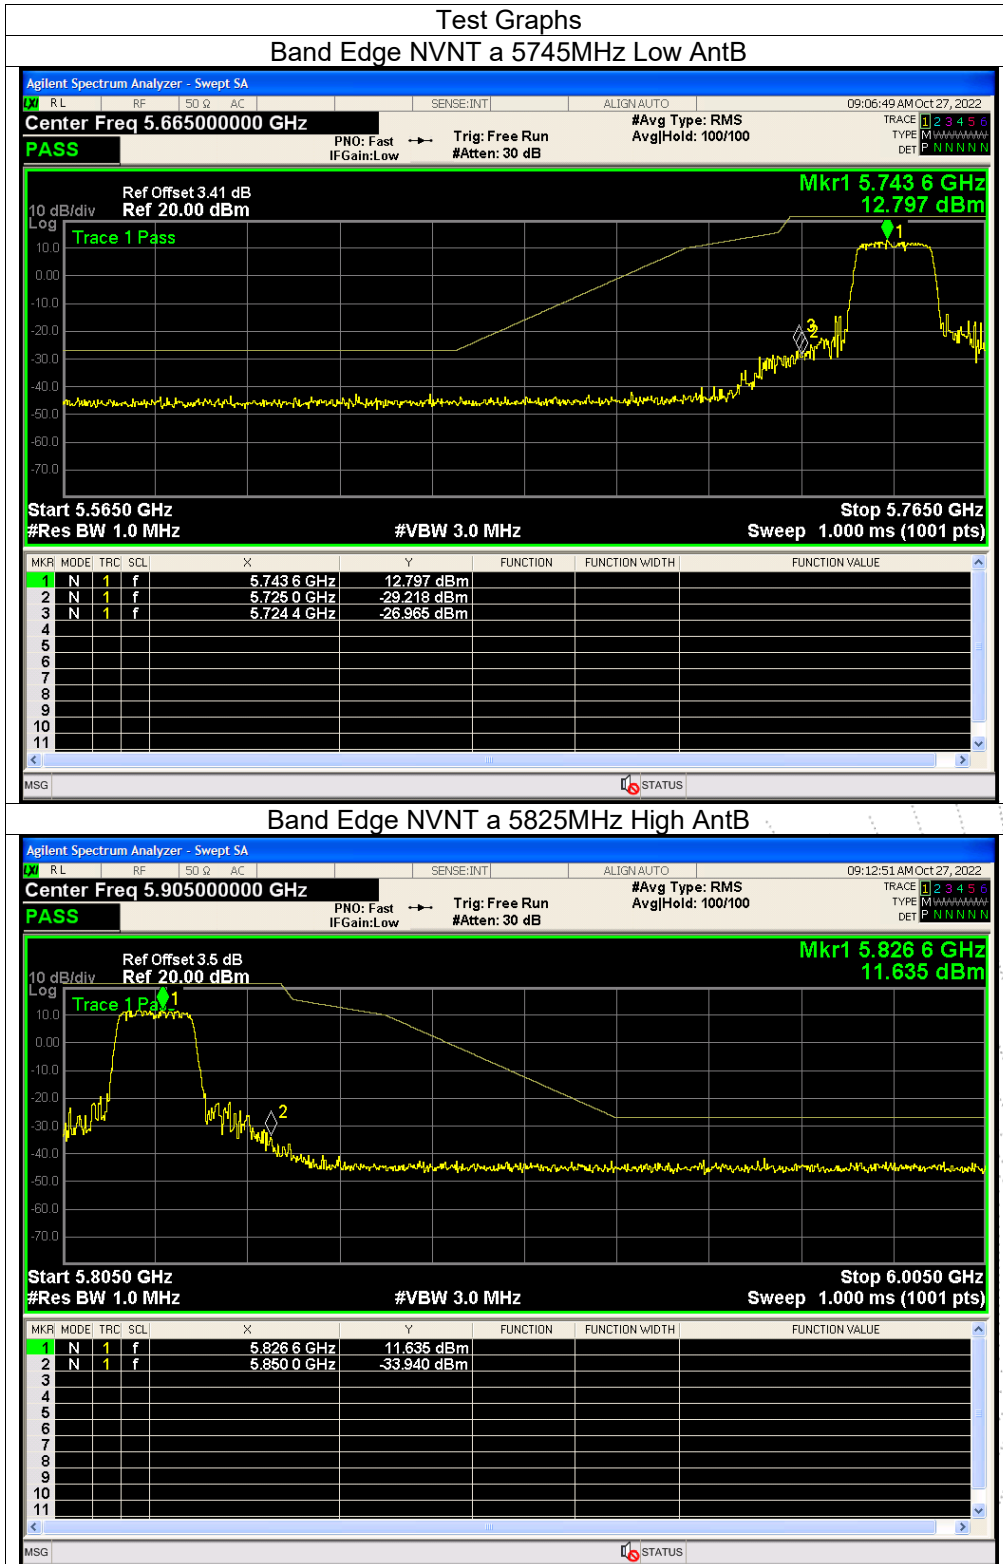 Test Graphs
Band Edge NVNT a 5745MHz Low AntB
Agilent Spectrum Analyzer - Swept SA
LXI RL RF 50 Ω AC SENSE:INT ALIGN AUTO 09:06:49 AM Oct 27, 2022
Center Freq 5.665000000 GHz #Avg Type: RMS TRACE 1 2 3 4 5 6
PASS PNO: Fast Trig: Free Run Avg|Hold: 100/100 TYPE M
IFGain:Low #Atten: 30 dB DET P N N N N N
Mkr1 5.743 6 GHz
12.797 dBm
Ref Offset 3.41 dB
10 dB/div Ref 20.00 dBm
Log
Trace 1 Pass
1
10.0
0.00
-10.0
-20.0
3
2
-30.0
-40.0
-50.0
-60.0
-70.0
Start 5.5650 GHz Stop 5.7650 GHz
#Res BW 1.0 MHz #VBW 3.0 MHz Sweep 1.000 ms (1001 pts)
MKR MODE TRC SCL X Y FUNCTION FUNCTION WIDTH FUNCTION VALUE
1 N 1 f 5.743 6 GHz 12.797 dBm
2 N 1 f 5.725 0 GHz -29.218 dBm
3 N 1 f 5.724 4 GHz -26.965 dBm
4
5
6
7
8
9
10
11
MSG STATUS
Band Edge NVNT a 5825MHz High AntB
Agilent Spectrum Analyzer - Swept SA
LXI RL RF 50 Ω AC SENSE:INT ALIGN AUTO 09:12:51 AM Oct 27, 2022
Center Freq 5.905000000 GHz #Avg Type: RMS TRACE 1 2 3 4 5 6
PASS PNO: Fast Trig: Free Run Avg|Hold: 100/100 TYPE M
IFGain:Low #Atten: 30 dB DET P N N N N N
Mkr1 5.826 6 GHz
11.635 dBm
Ref Offset 3.5 dB
10 dB/div Ref 20.00 dBm
Log
Trace 1 Pass
1
10.0
0.00
-10.0
-20.0
2
-30.0
-40.0
-50.0
-60.0
-70.0
Start 5.8050 GHz Stop 6.0050 GHz
#Res BW 1.0 MHz #VBW 3.0 MHz Sweep 1.000 ms (1001 pts)
MKR MODE TRC SCL X Y FUNCTION FUNCTION WIDTH FUNCTION VALUE
1 N 1 f 5.826 6 GHz 11.635 dBm
2 N 1 f 5.850 0 GHz -33.940 dBm
3
4
5
6
7
8
9
10
11
MSG STATUS